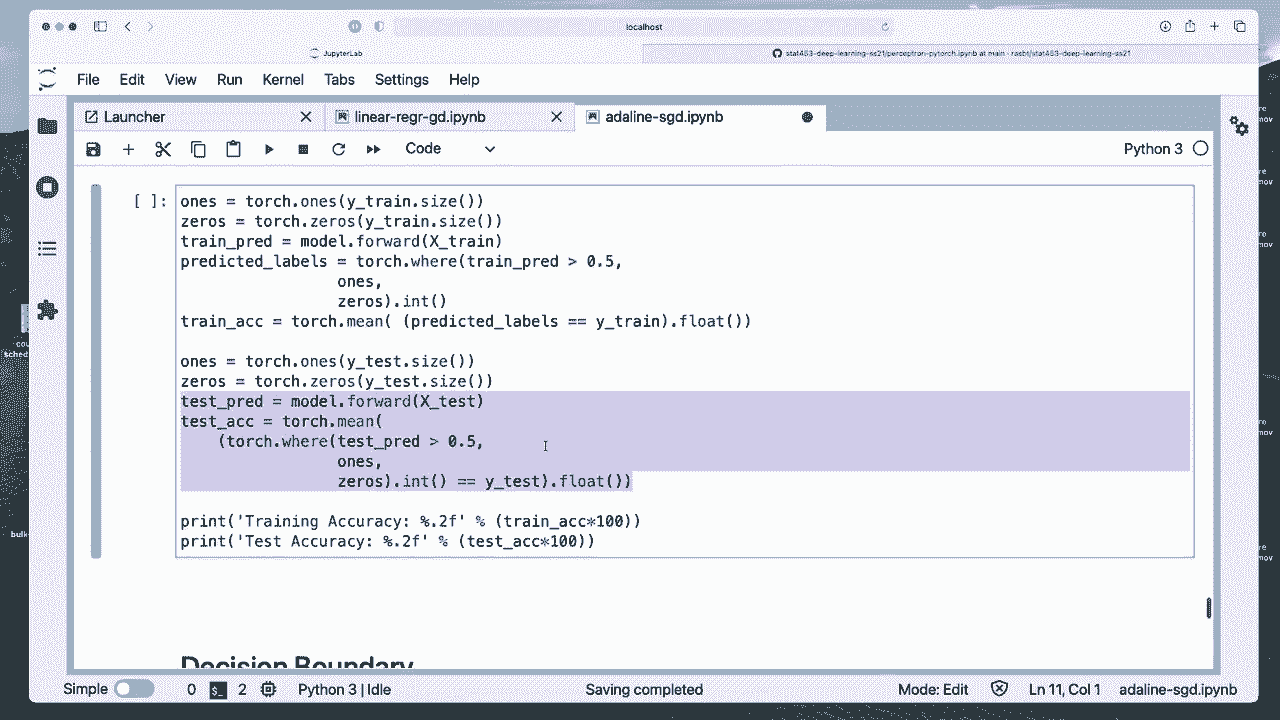 localhost
JupyterLab
stat453-deep-learning-ss21/perceptron-pytorch.ipynb at main · rasbt/stat453-deep-learning-ss21
File Edit View Run Kernel Tabs Settings Help
Launcher
linear-regr-gd.ipynb
adaline-sgd.ipynb
Code
Python 3
[ ]:
ones = torch.ones(y_train.size())
zeros = torch.zeros(y_train.size())
train_pred = model.forward(X_train)
predicted_labels = torch.where(train_pred > 0.5,
ones,
zeros).int()
train_acc = torch.mean( (predicted_labels == y_train).float())
ones = torch.ones(y_test.size())
zeros = torch.zeros(y_test.size())
test_pred = model.forward(X_test)
test_acc = torch.mean(
(torch.where(test_pred > 0.5,
ones,
zeros).int() == y_test).float())
print('Training Accuracy: %.2f' % (train_acc*100))
print('Test Accuracy: %.2f' % (test_acc*100))
Decision Boundary
Simple 0 $_ 2 Python 3 | Idle Saving completed Mode: Edit Ln 11, Col 1 adaline-sgd.ipynb